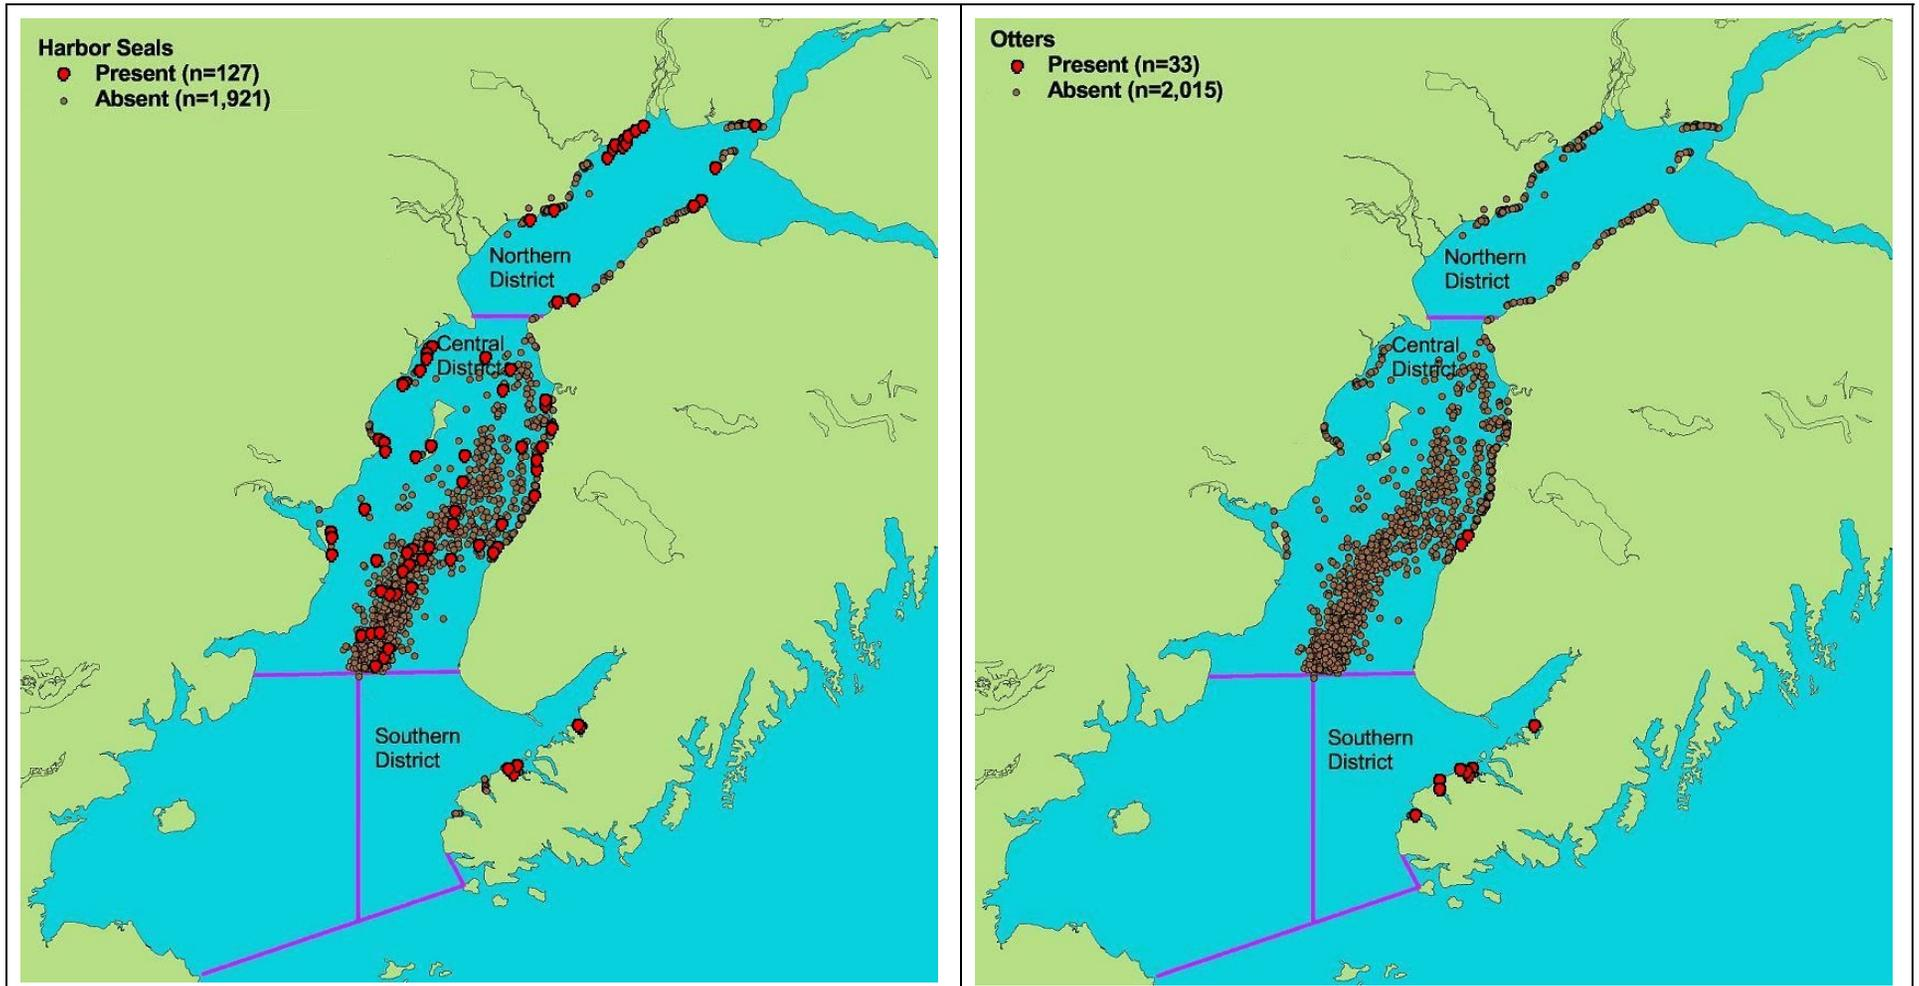 Harbor Seals
Present (n=127)
Absent (n=1,921)
Northern
District
Central
District
Southern
District
Otters
Present (n=33)
Absent (n=2,015)
Northern
District
Central
District
Southern
District